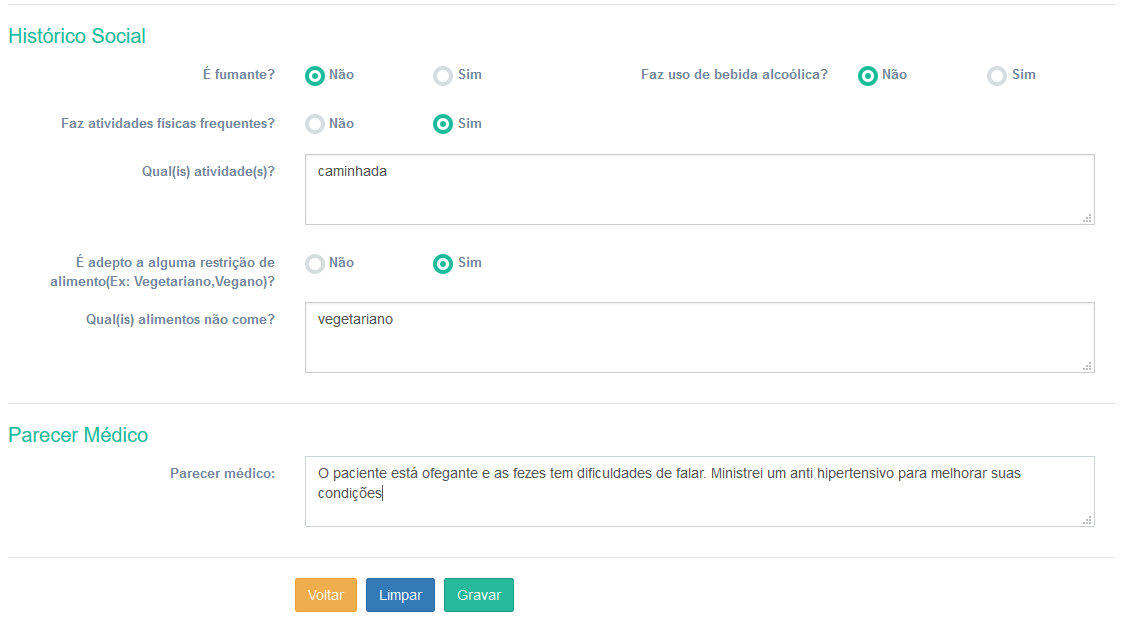 Histórico Social
É fumante? Não Sim Faz uso de bebida alcoólica? Não Sim
Faz atividades físicas frequentes? Não Sim
Qual(is) atividade(s)? caminhada
É adepto a alguma restrição de Não Sim
alimento(Ex: Vegetariano,Vegano)?
Qual(is) alimentos não come? vegetariano
Parecer Médico
Parecer médico: O paciente está ofegante e as fezes tem dificuldades de falar. Ministrei um anti hipertensivo para melhorar suas
condições
Voltar Limpar Gravar